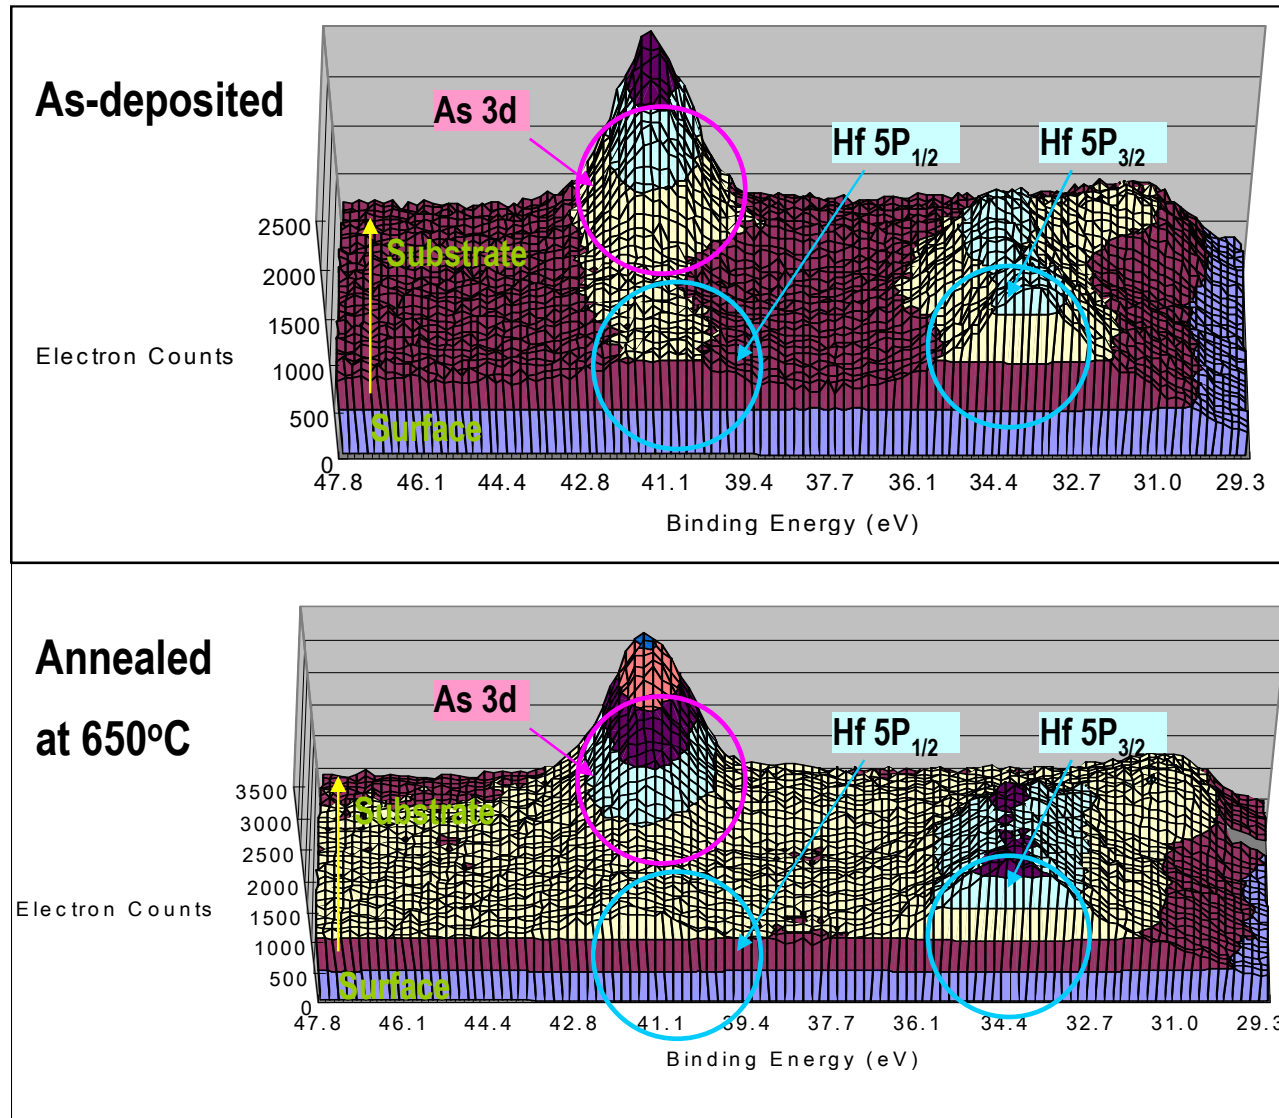 As-deposited
As 3d
Hf 5P1/2
Hf 5P3/2
2500
Substrate
2000
1500
Electron Counts
1000
500
Surface
0
47.8 46.1 44.4 42.8 41.1 39.4 37.7 36.1 34.4 32.7 31.0 29.3
Binding Energy (eV)
Annealed
at 650ºC
As 3d
Hf 5P1/2
Hf 5P3/2
3500
Substrate
3000
2500
2000
Electron Counts
1500
1000
500
Surface
0
47.8 46.1 44.4 42.8 41.1 39.4 37.7 36.1 34.4 32.7 31.0 29.3
Binding Energy (eV)